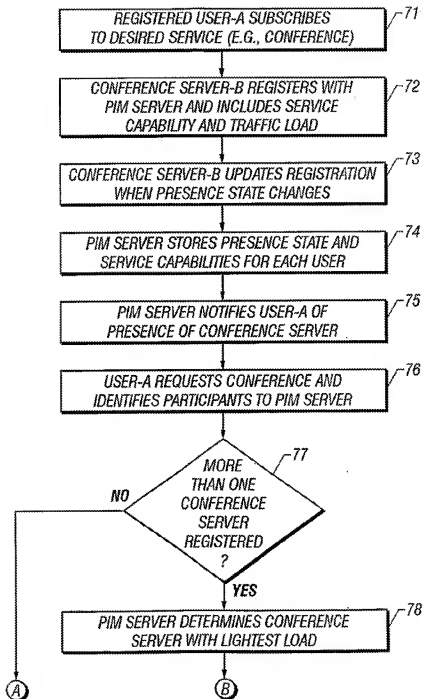 REGISTERED USER-A SUBSCRIBES
TO DESIRED SERVICE (E.G., CONFERENCE)
71
CONFERENCE SERVER-B REGISTERS WITH
PIM SERVER AND INCLUDES SERVICE
CAPABILITY AND TRAFFIC LOAD
72
CONFERENCE SERVER-B UPDATES REGISTRATION
WHEN PRESENCE STATE CHANGES
73
PIM SERVER STORES PRESENCE STATE AND
SERVICE CAPABILITIES FOR EACH USER
74
PIM SERVER NOTIFIES USER-A OF
PRESENCE OF CONFERENCE SERVER
75
USER-A REQUESTS CONFERENCE AND
IDENTIFIES PARTICIPANTS TO PIM SERVER
76
MORE
THAN ONE
CONFERENCE
SERVER
REGISTERED
?
77
NO
YES
PIM SERVER DETERMINES CONFERENCE
SERVER WITH LIGHTEST LOAD
78
A
B